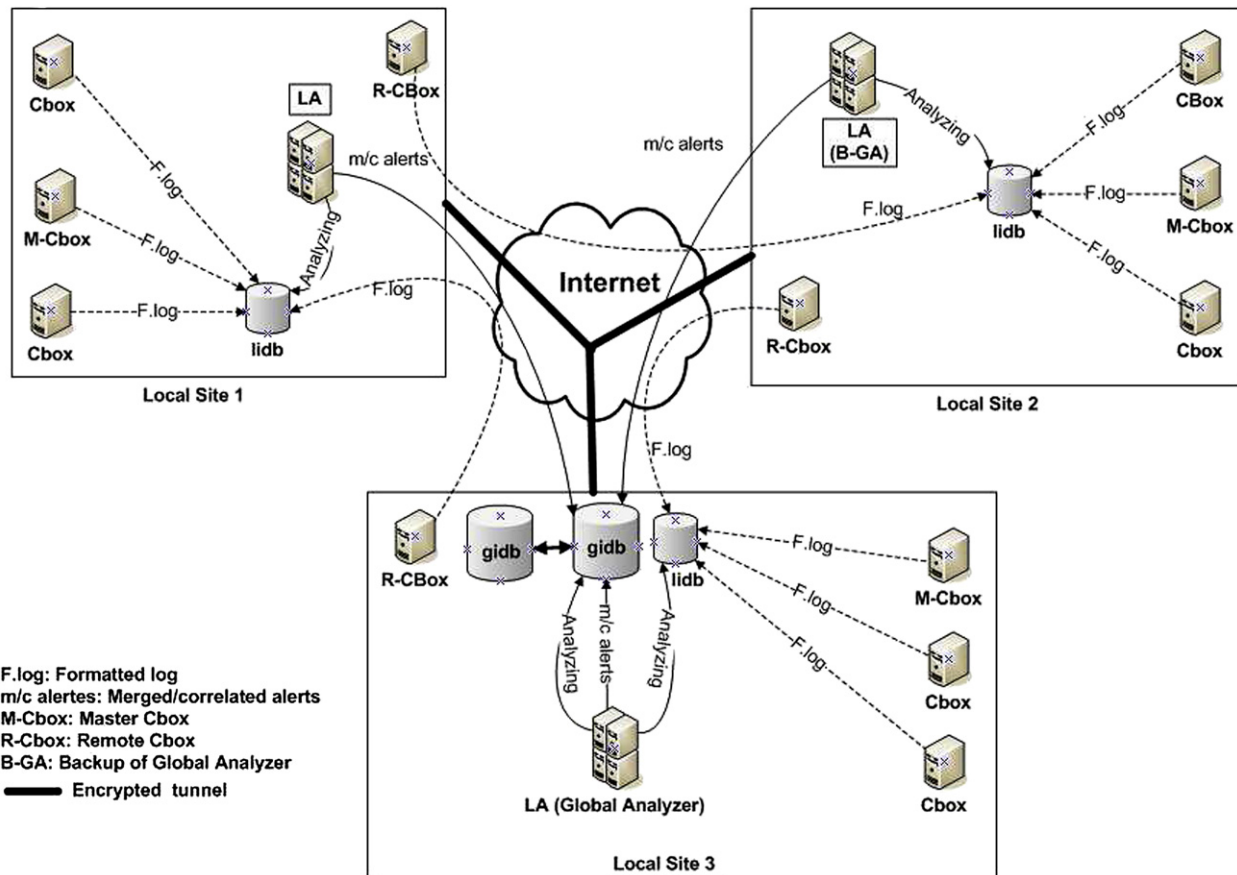 Cbox
M-Cbox
Cbox
F.log
F.log
F.log
LA
Analyzing
lidb
R-CBox
m/c alerts
F.log
Local Site 1
Internet
m/c alerts
LA
(B-GA)
Analyzing
lidb
F.log
F.log
F.log
F.log
CBox
M-Cbox
Cbox
R-Cbox
Local Site 2
F.log
R-CBox
gidb
gidb
lidb
Analyzing
m/c alerts
Analyzing
F.log
F.log
F.log
M-Cbox
Cbox
Cbox
LA (Global Analyzer)
Local Site 3
F.log: Formatted log
m/c alertes: Merged/correlated alerts
M-Cbox: Master Cbox
R-Cbox: Remote Cbox
B-GA: Backup of Global Analyzer
Encrypted tunnel